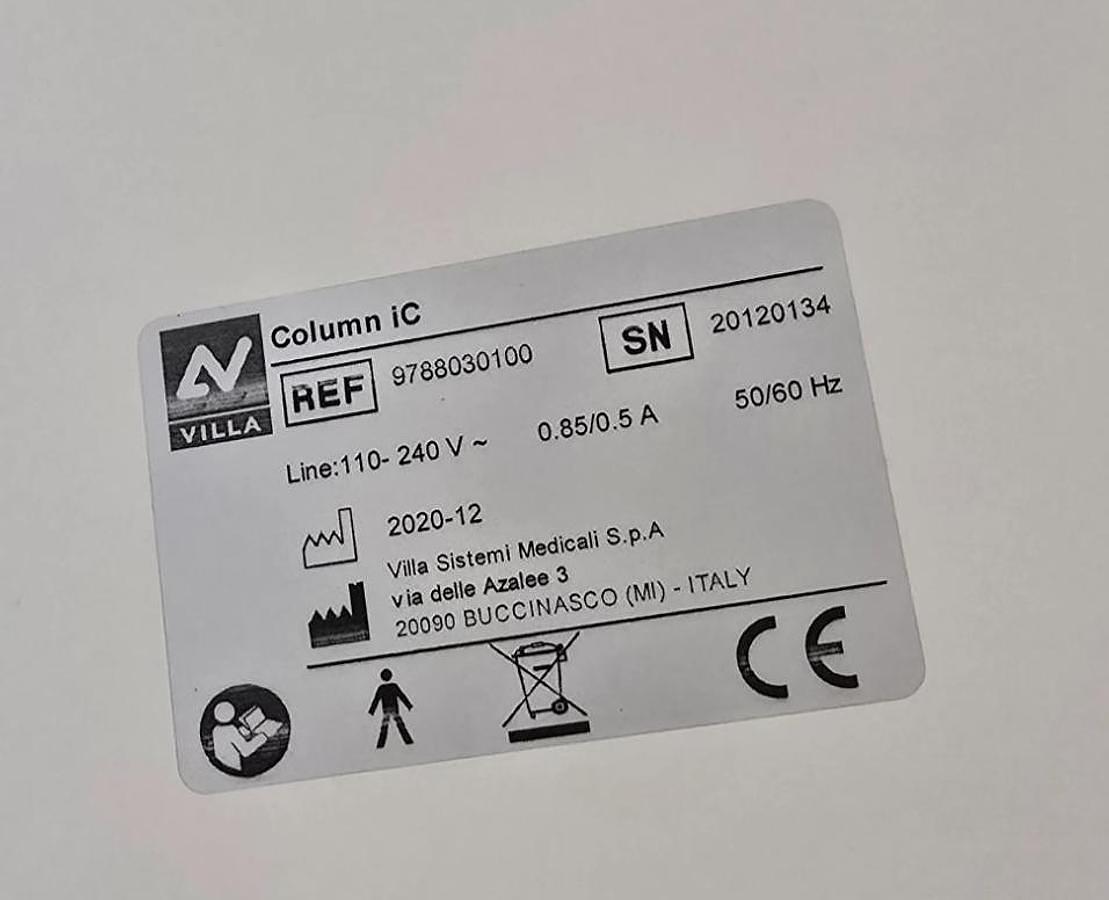 Column iC
VILLA
REF 9788030100 SN 20120134
Line:110- 240 V ~ 0.85/0.5 A 50/60 Hz
2020-12
Villa Sistemi Medicali S.p.A
via delle Azalee 3
20090 BUCCINASCO (MI) - ITALY
CE